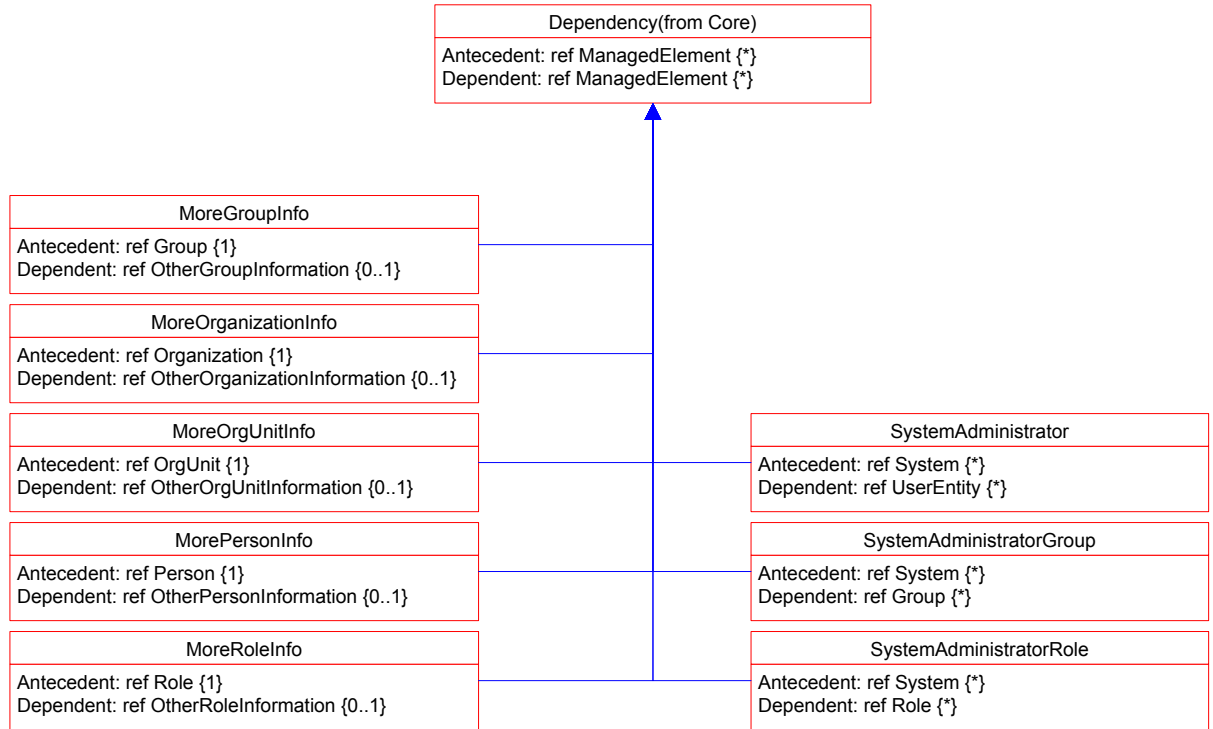 Dependency(from Core)
Antecedent: ref ManagedElement {*}
Dependent: ref ManagedElement {*}
MoreGroupInfo
Antecedent: ref Group {1}
Dependent: ref OtherGroupInformation {0..1}
MoreOrganizationInfo
Antecedent: ref Organization {1}
Dependent: ref OtherOrganizationInformation {0..1}
MoreOrgUnitInfo
Antecedent: ref OrgUnit {1}
Dependent: ref OtherOrgUnitInformation {0..1}
MorePersonInfo
Antecedent: ref Person {1}
Dependent: ref OtherPersonInformation {0..1}
MoreRoleInfo
Antecedent: ref Role {1}
Dependent: ref OtherRoleInformation {0..1}
SystemAdministrator
Antecedent: ref System {*}
Dependent: ref UserEntity {*}
SystemAdministratorGroup
Antecedent: ref System {*}
Dependent: ref Group {*}
SystemAdministratorRole
Antecedent: ref System {*}
Dependent: ref Role {*}